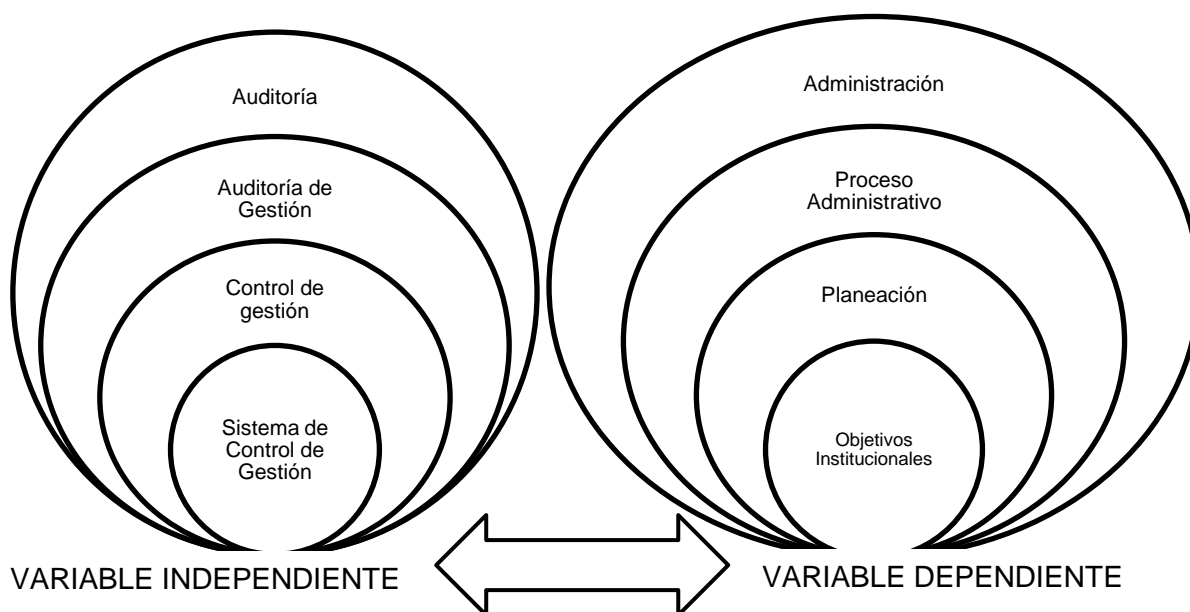 Auditoría
Auditoría de
Gestión
Control de
gestión
Sistema de
Control de
Gestión
VARIABLE INDEPENDIENTE
Administración
Proceso
Administrativo
Planeación
Objetivos
Institucionales
VARIABLE DEPENDIENTE